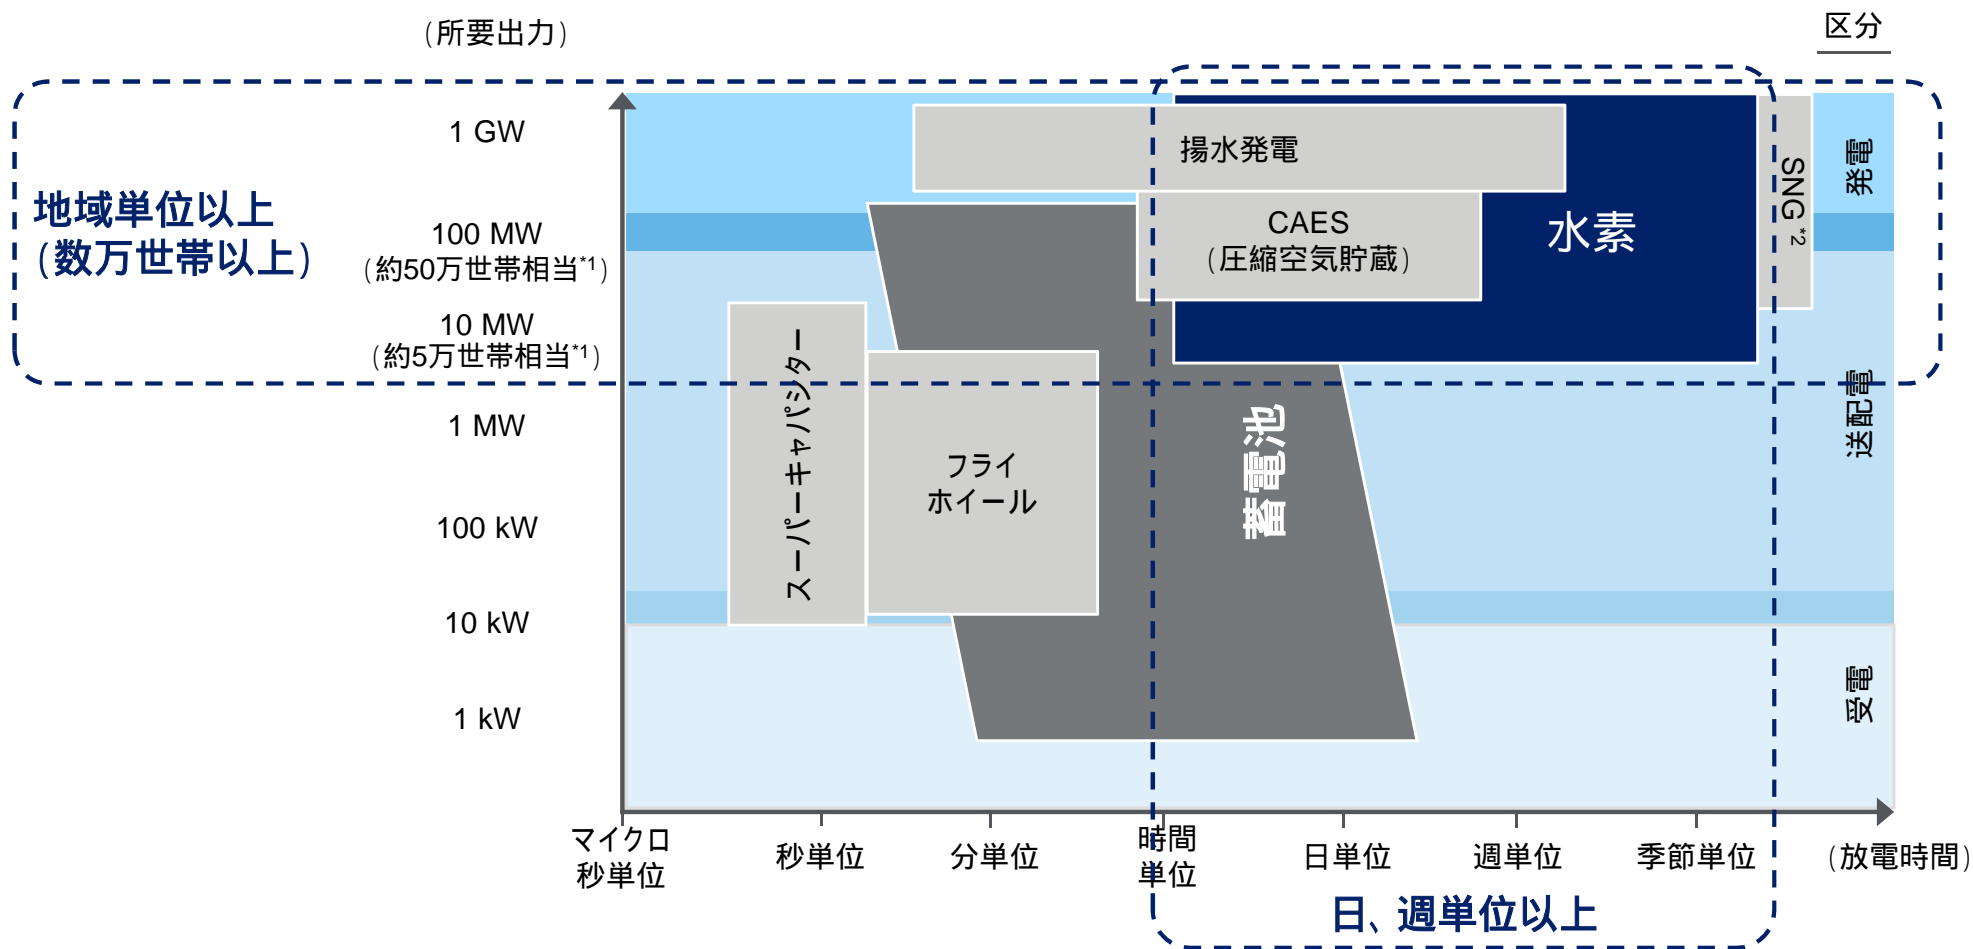 (所要出力)
区分
1 GW
地域単位以上
(数万世帯以上)
100 MW
(約50万世帯相当*1)
10 MW
(約5万世帯相当*1)
1 MW
100 kW
10 kW
1 kW
揚水発電
CAES
(圧縮空気貯蔵)
水素
SNG *2
スーパーキャパシター
フライ
ホイール
蓄電池
発電
送配電
受電
マイクロ
秒単位
秒単位
分単位
時間
単位
日単位
週単位
季節単位
(放電時間)
日、週単位以上